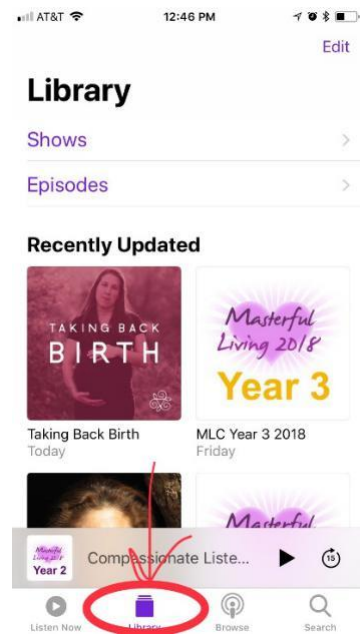 AT&T 12:46 PM
Edit
Library
Shows
Episodes
Recently Updated
TAKING BACK
BIRTH
Masterful
Living 2018
Year 3
Taking Back Birth
Today
MLC Year 3 2018
Friday
Masterful
Masterful
Living 2017
Year 2
Compassionate Liste...
15
Listen Now Library Browse Search